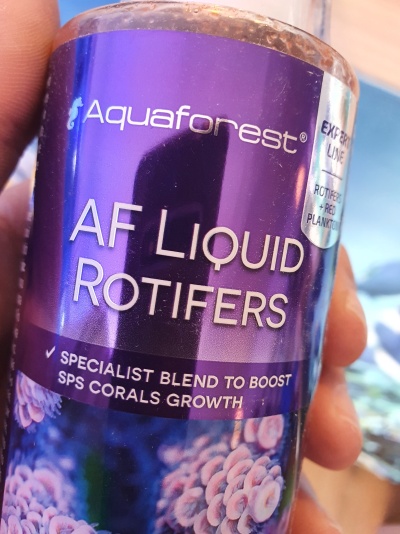 Aquaforest®
EXPERT
LINE
ROTIFERS
+ RED
PLANKTON
AF LIQUID
ROTIFERS
✓ SPECIALIST BLEND TO BOOST
SPS CORALS GROWTH